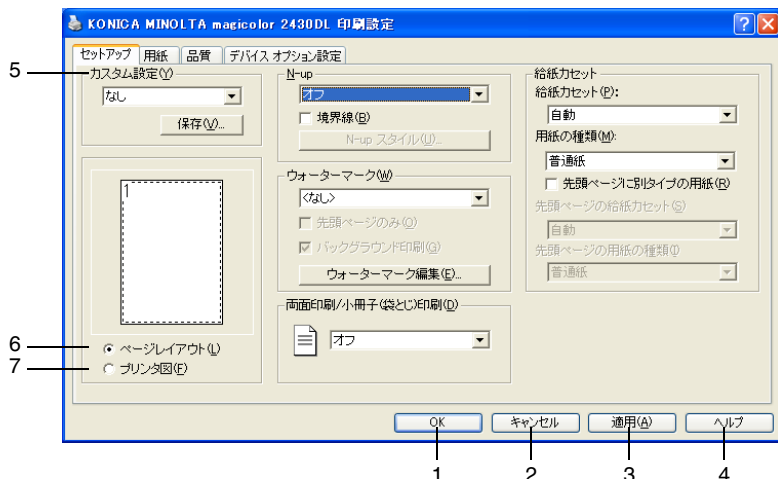 KONICA MINOLTA magicolor 2430DL 印刷設定
セットアップ 用紙 品質 デバイス オプション設定
5
カスタム設定(Y)
なし
保存(V)...
1
6
ページレイアウト(L)
7
プリンタ図(F)
N-up
オフ
境界線(B)
N-up スタイル(U)...
ウォーターマーク(W)
<なし>
先頭ページのみ(O)
バックグラウンド印刷(G)
ウォーターマーク編集(E)...
両面印刷/小冊子(袋とじ)印刷(D)
オフ
給紙カセット
給紙カセット(P):
自動
用紙の種類(M):
普通紙
先頭ページに別タイプの用紙(R)
先頭ページの給紙カセット(S)
自動
先頭ページの用紙の種類(I)
普通紙
OK キャンセル 適用(A) ヘルプ
1 2 3 4